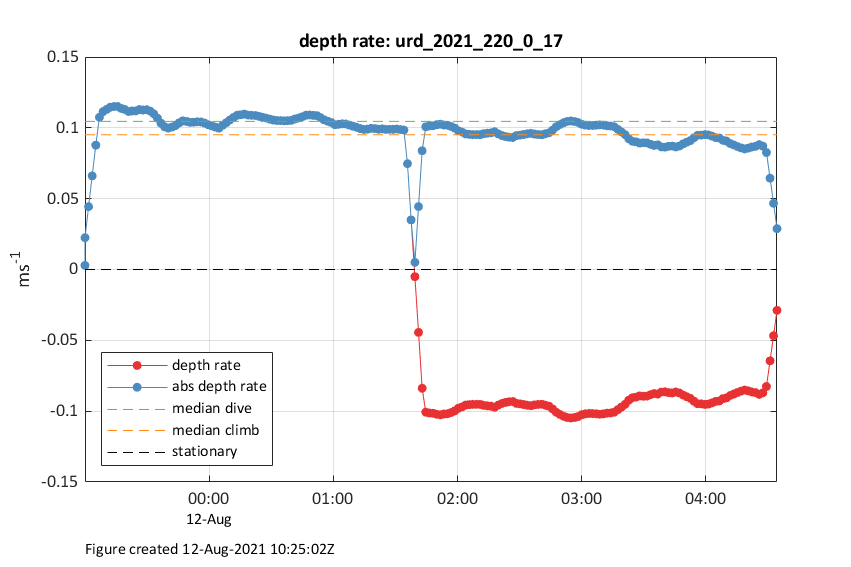 depth rate: urd_2021_220_0_17
0.15
0.1
0.05
0
-0.05
-0.1
-0.15
ms-1
depth rate
abs depth rate
median dive
median climb
stationary
00:00
01:00
02:00
03:00
04:00
12-Aug
Figure created 12-Aug-2021 10:25:02Z